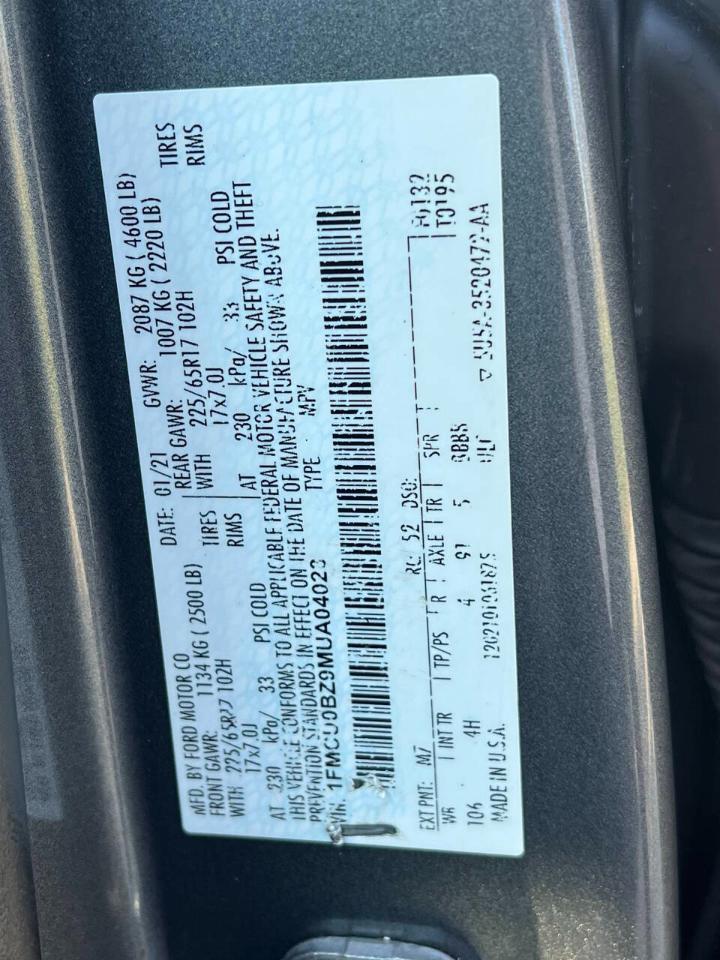 MFD. BY FORD MOTOR CO DATE: 01/21 GVWR: 2087 KG ( 4600 LB)
FRONT GAWR: 1134 KG ( 2500 LB) REAR GAWR: 1007 KG ( 2220 LB)
WITH 225/65R17 102H TIRES WITH 225/65R17 102H TIRES
17x7.0J RIMS 17x7.0J RIMS
AT 230 kPa/ 33 PSI COLD AT 230 kPa/ 33 PSI COLD
THIS VEHICLE CONFORMS TO ALL APPLICABLE FEDERAL MOTOR VEHICLE SAFETY AND THEFT
PREVENTION STANDARDS IN EFFECT ON THE DATE OF MANUFACTURE SHOWN ABOVE.
VIN: 1FMCU0BZ9MUA04023 TYPE MPV
EXT PNT: M7 RC: 52 DSO:
WB INT TR TP/PS R AXLE TR SPR
106 4H 4 91 5 BBBS
MADE IN U.S.A. T0195